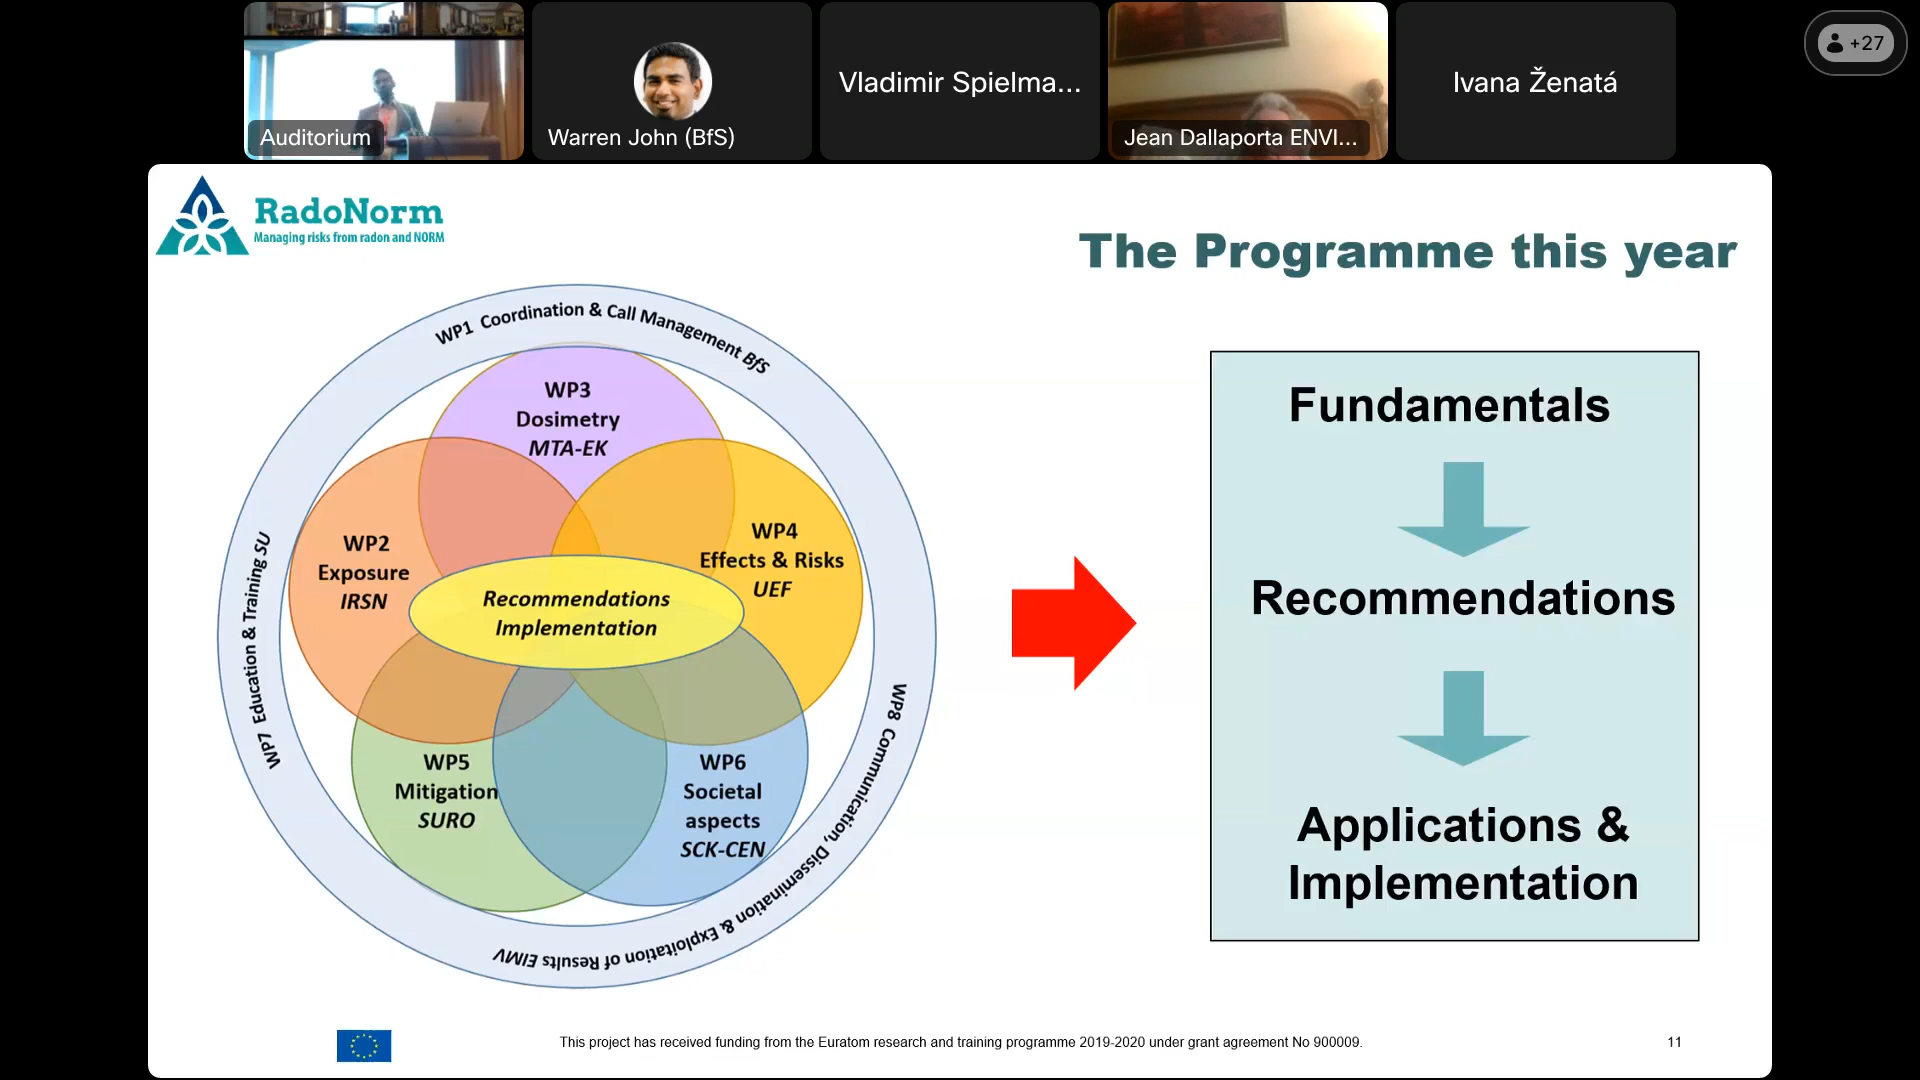 Auditorium
Warren John (BfS)
Vladimir Spielma...
Jean Dallaporta ENVI...
Ivana Ženatá
+27
RadoNorm
Managing risks from radon and NORM
The Programme this year
WP1 Coordination & Call Management BfS
WP3
Dosimetry
MTA-EK
WP2
Exposure
IRSN
WP4
Effects & Risks
UEF
Recommendations
Implementation
WP5
Mitigation
SURO
WP6
Societal
aspects
SCK-CEN
WP7 Education & Training SU
WP8 Communication, Dissemination & Exploitation of Results EIMV
Fundamentals
Recommendations
Applications &
Implementation
This project has received funding from the Euratom research and training programme 2019-2020 under grant agreement No 900009.
11